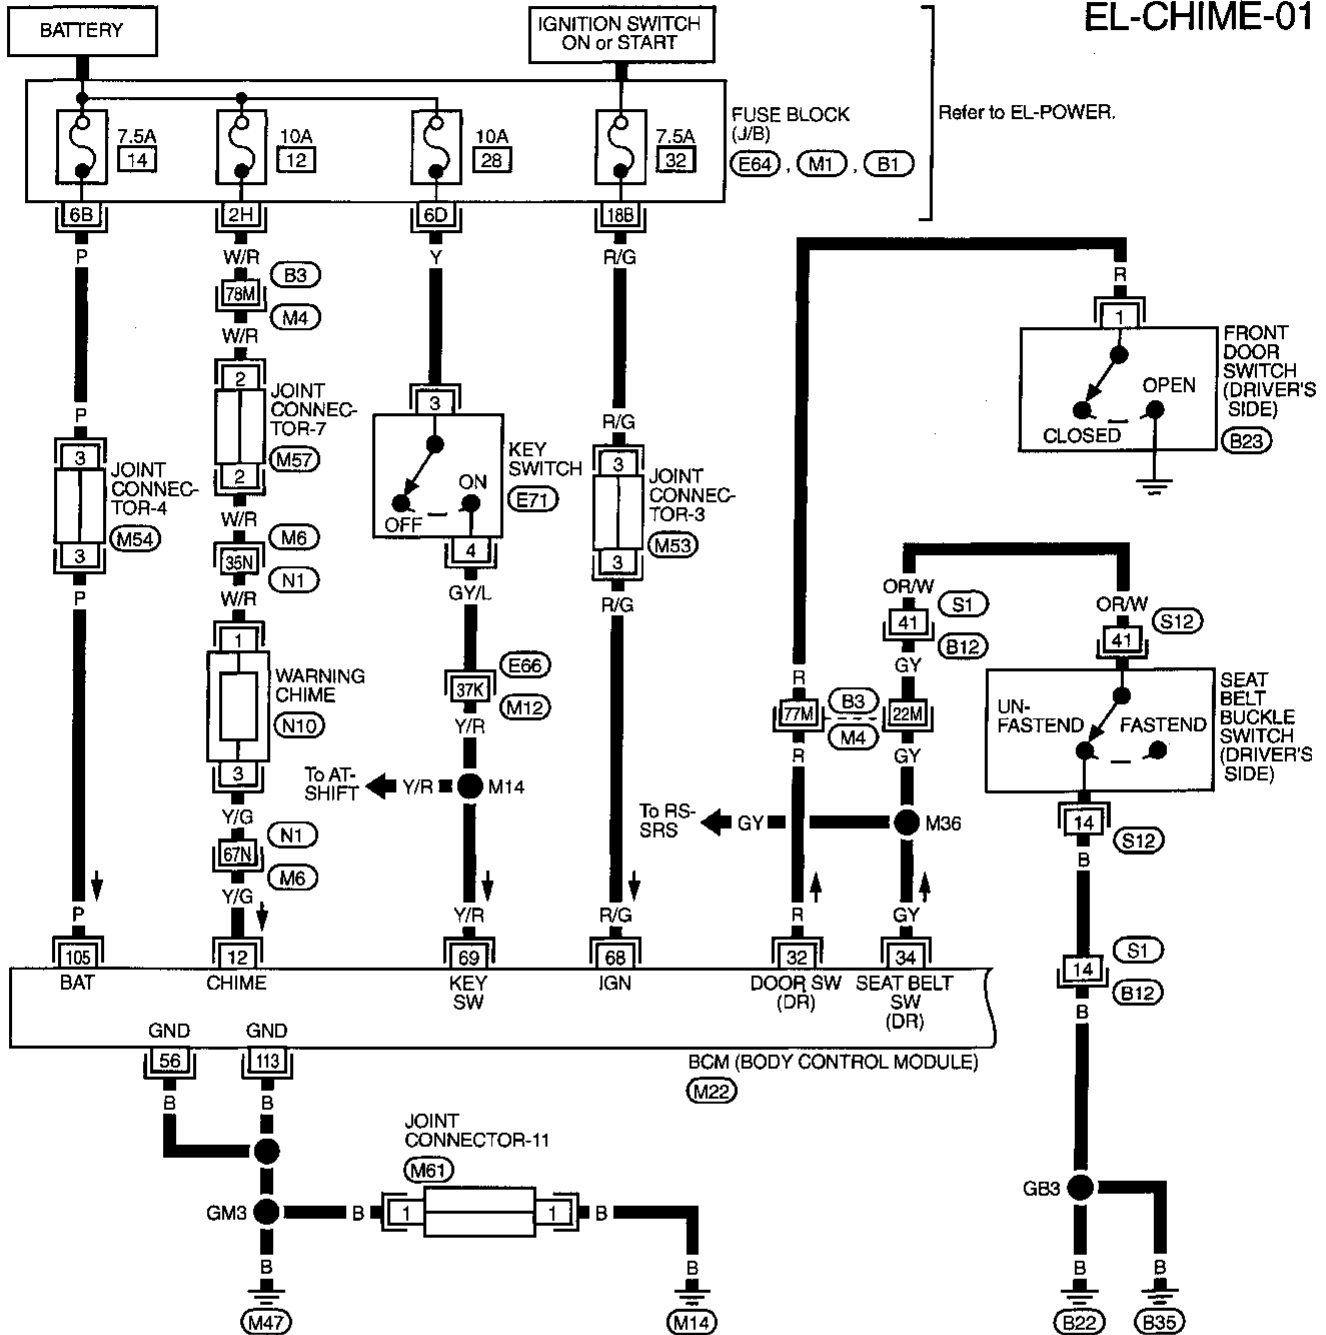 EL-CHIME-01
BATTERY
IGNITION SWITCH
ON or START
7.5A
14
10A
12
10A
28
7.5A
32
FUSE BLOCK
(J/B)
E64 , M1 , B1
Refer to EL-POWER.
6B
2H
6D
18B
P
W/R
Y
R/G
B3
78M
M4
W/R
R
1
FRONT
DOOR
SWITCH
(DRIVER'S
SIDE)
B23
OPEN
CLOSED
2
JOINT
CONNEC-
TOR-7
M57
2
3
KEY
SWITCH
E71
ON
OFF
4
P
3
JOINT
CONNEC-
TOR-4
M54
3
P
R/G
3
JOINT
CONNEC-
TOR-3
M53
3
R/G
W/R
M6
36N
N1
W/R
GY/L
1
WARNING
CHIME
N10
3
E66
37K
M12
Y/R
OR/W
S1
41
B12
GY
OR/W
S12
41
SEAT
BELT
BUCKLE
SWITCH
(DRIVER'S
SIDE)
UN-
FASTEND
FASTEND
R
77M
B3
M4
22M
R
GY
To AT-
SHIFT
Y/R
M14
To RS-
SRS
GY
M36
14
S12
B
Y/G
N1
67N
M6
Y/G
P
Y/R
R/G
R
GY
105
12
69
68
32
34
BAT
CHIME
KEY
SW
IGN
DOOR SW
(DR)
SEAT BELT
SW
(DR)
S1
14
B12
B
GND
GND
56
113
BCM (BODY CONTROL MODULE)
M22
B
B
JOINT
CONNECTOR-11
M61
GM3
B
1
1
B
GB3
B
B
B
B
M47
M14
B22
B35